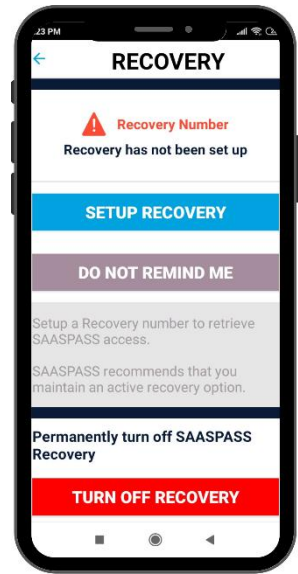 :23 PM
RECOVERY
Recovery Number
Recovery has not been set up
SETUP RECOVERY
DO NOT REMIND ME
Setup a Recovery number to retrieve
SAASPASS access.
SAASPASS recommends that you
maintain an active recovery option.
Permanently turn off SAASPASS
Recovery
TURN OFF RECOVERY